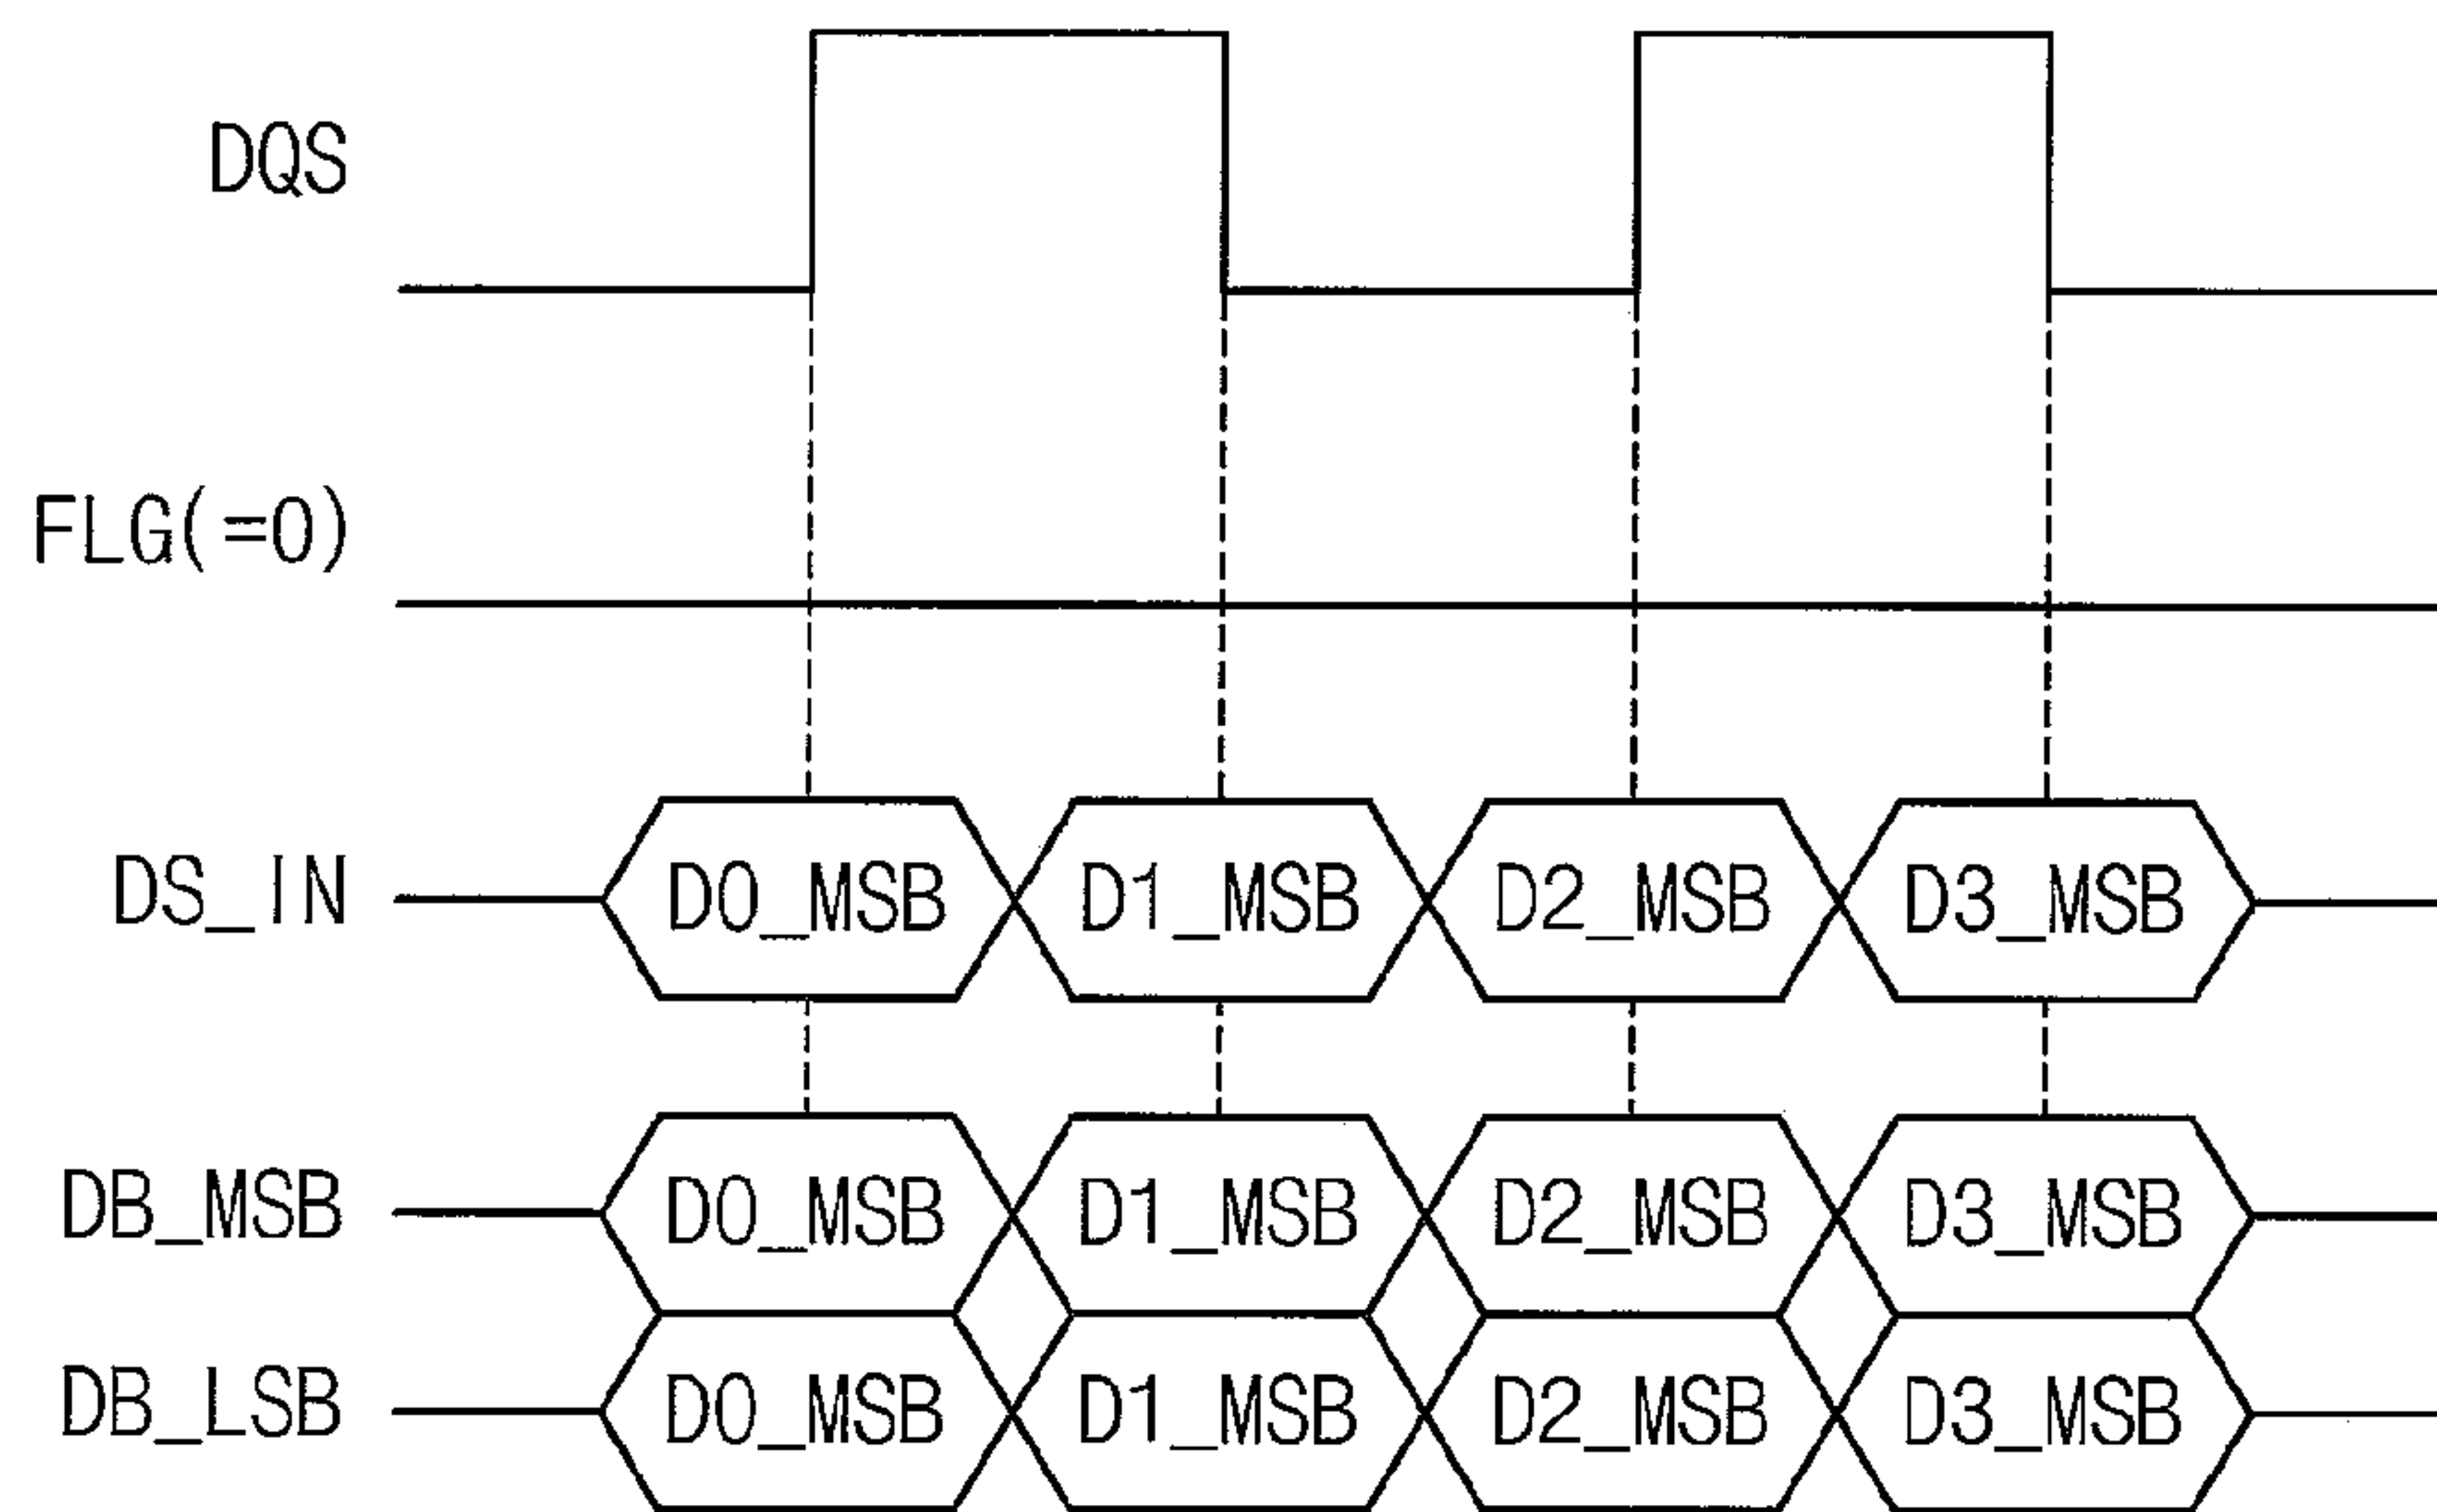 DQS
FLG(=0)
DS_IN D0_MSB D1_MSB D2_MSB D3_MSB
DB_MSB D0_MSB D1_MSB D2_MSB D3_MSB
DB_LSB D0_MSB D1_MSB D2_MSB D3_MSB